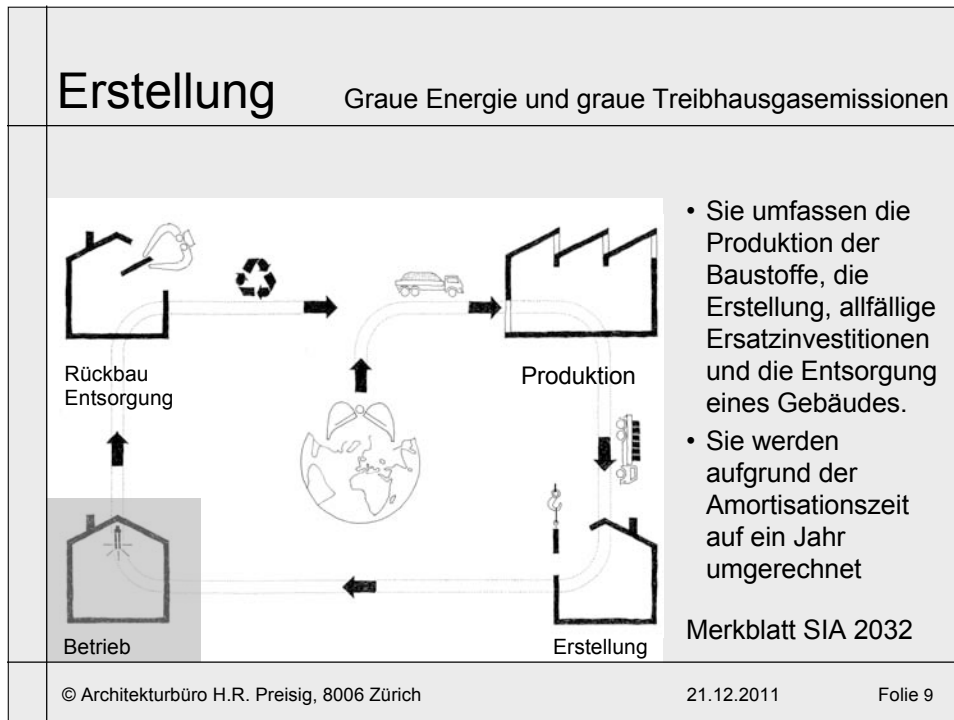 Erstellung Graue Energie und graue Treibhausgasemissionen
Rückbau
Entsorgung
Produktion
Betrieb
Erstellung
• Sie umfassen die
Produktion der
Baustoffe, die
Erstellung, allfällige
Ersatzinvestitionen
und die Entsorgung
eines Gebäudes.
• Sie werden
aufgrund der
Amortisationszeit
auf ein Jahr
umgerechnet
Merkblatt SIA 2032
© Architekturbüro H.R. Preisig, 8006 Zürich 21.12.2011 Folie 9